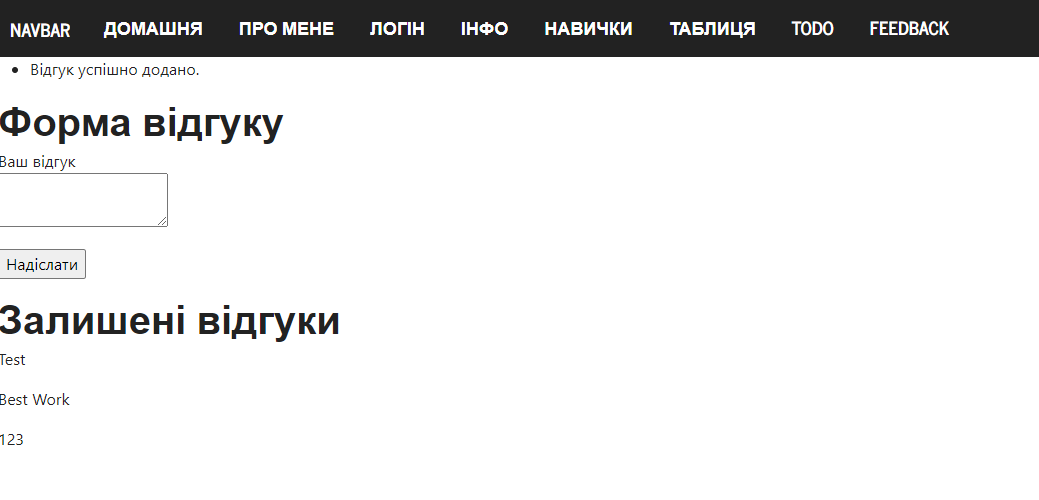 NAVBAR ДОМАШНЯ ПРО МЕНЕ ЛОГІН ІНФО НАВИЧКИ ТАБЛИЦЯ TODO FEEDBACK
Відгук успішно додано.
Форма відгуку
Ваш відгук
Надіслати
Залишені відгуки
Test
Best Work
123